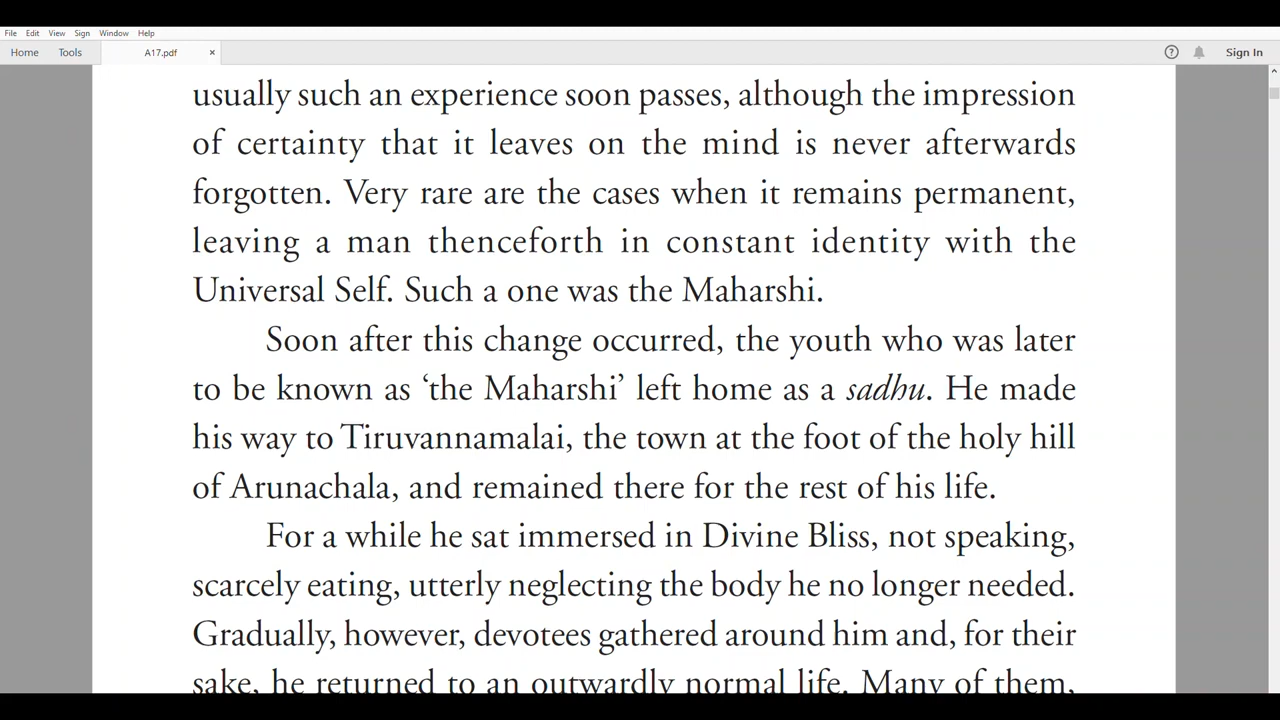 File Edit View Sign Window Help
Home Tools A17.pdf × ? Sign In
usually such an experience soon passes, although the impression
of certainty that it leaves on the mind is never afterwards
forgotten. Very rare are the cases when it remains permanent,
leaving a man thenceforth in constant identity with the
Universal Self. Such a one was the Maharshi.
Soon after this change occurred, the youth who was later
to be known as ‘the Maharshi’ left home as a sadhu. He made
his way to Tiruvannamalai, the town at the foot of the holy hill
of Arunachala, and remained there for the rest of his life.
For a while he sat immersed in Divine Bliss, not speaking,
scarcely eating, utterly neglecting the body he no longer needed.
Gradually, however, devotees gathered around him and, for their
sake, he returned to an outwardly normal life. Many of them,